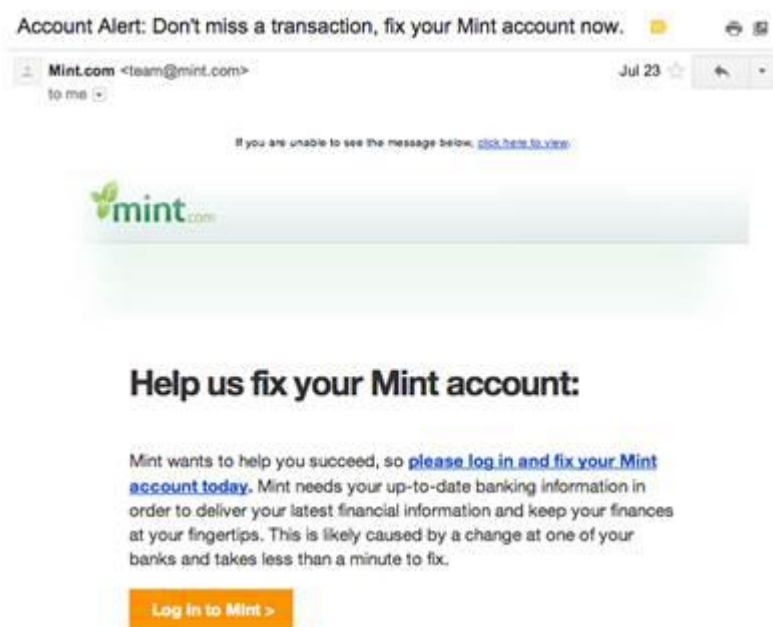 Account Alert: Don't miss a transaction, fix your Mint account now.
Mint.com <team@mint.com>
Jul 23
to me
If you are unable to see the message below, click here to view.
mint.com
Help us fix your Mint account:
Mint wants to help you succeed, so please log in and fix your Mint
account today. Mint needs your up-to-date banking information in
order to deliver your latest financial information and keep your finances
at your fingertips. This is likely caused by a change at one of your
banks and takes less than a minute to fix.
Log in to Mint >